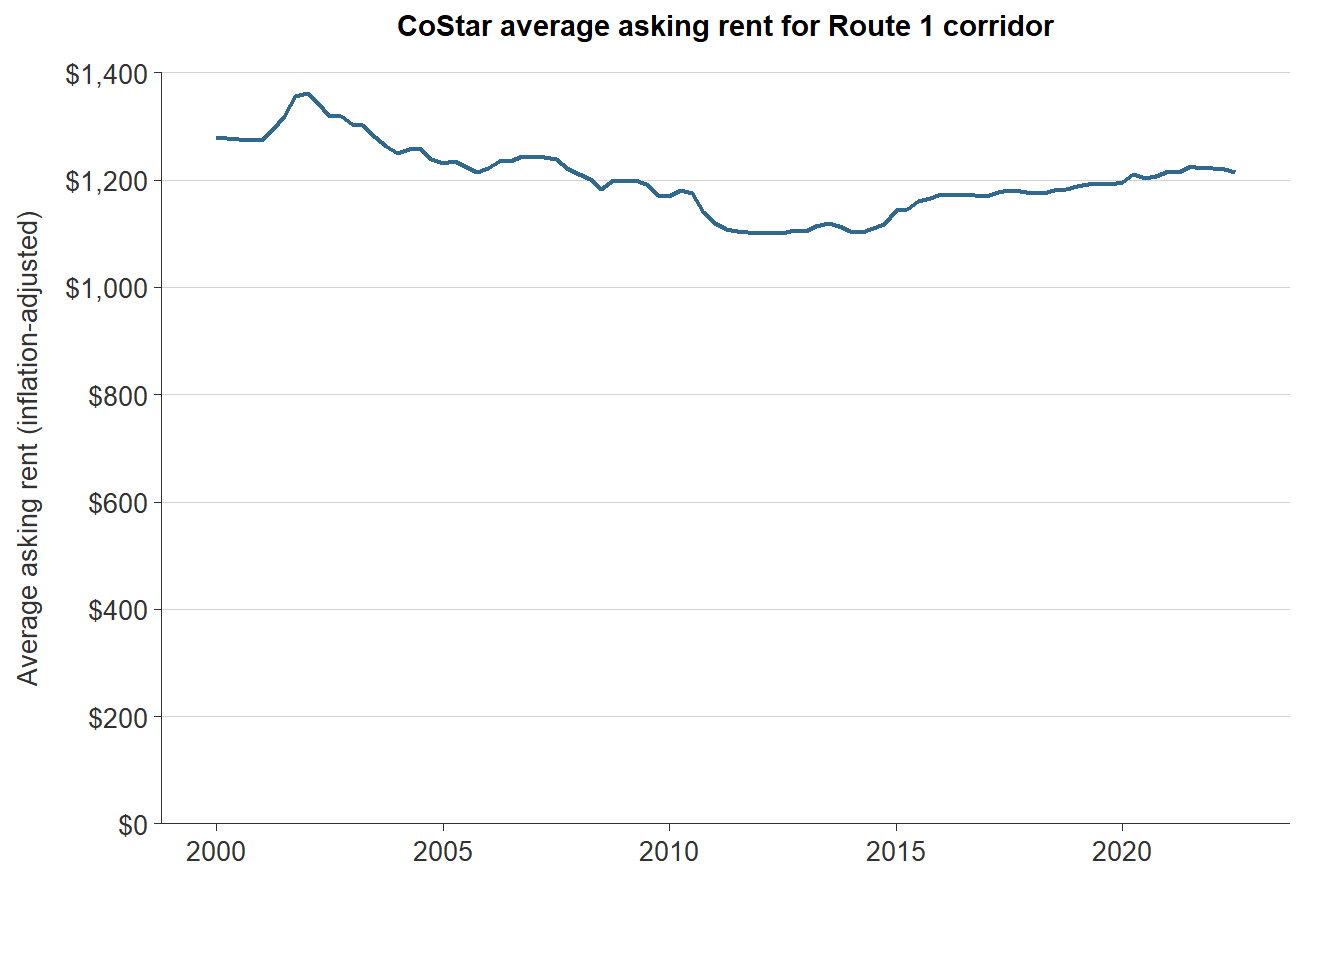 CoStar average asking rent for Route 1 corridor
Average asking rent (inflation-adjusted)
$1,400
$1,200
$1,000
$800
$600
$400
$200
$0
2000 2005 2010 2015 2020